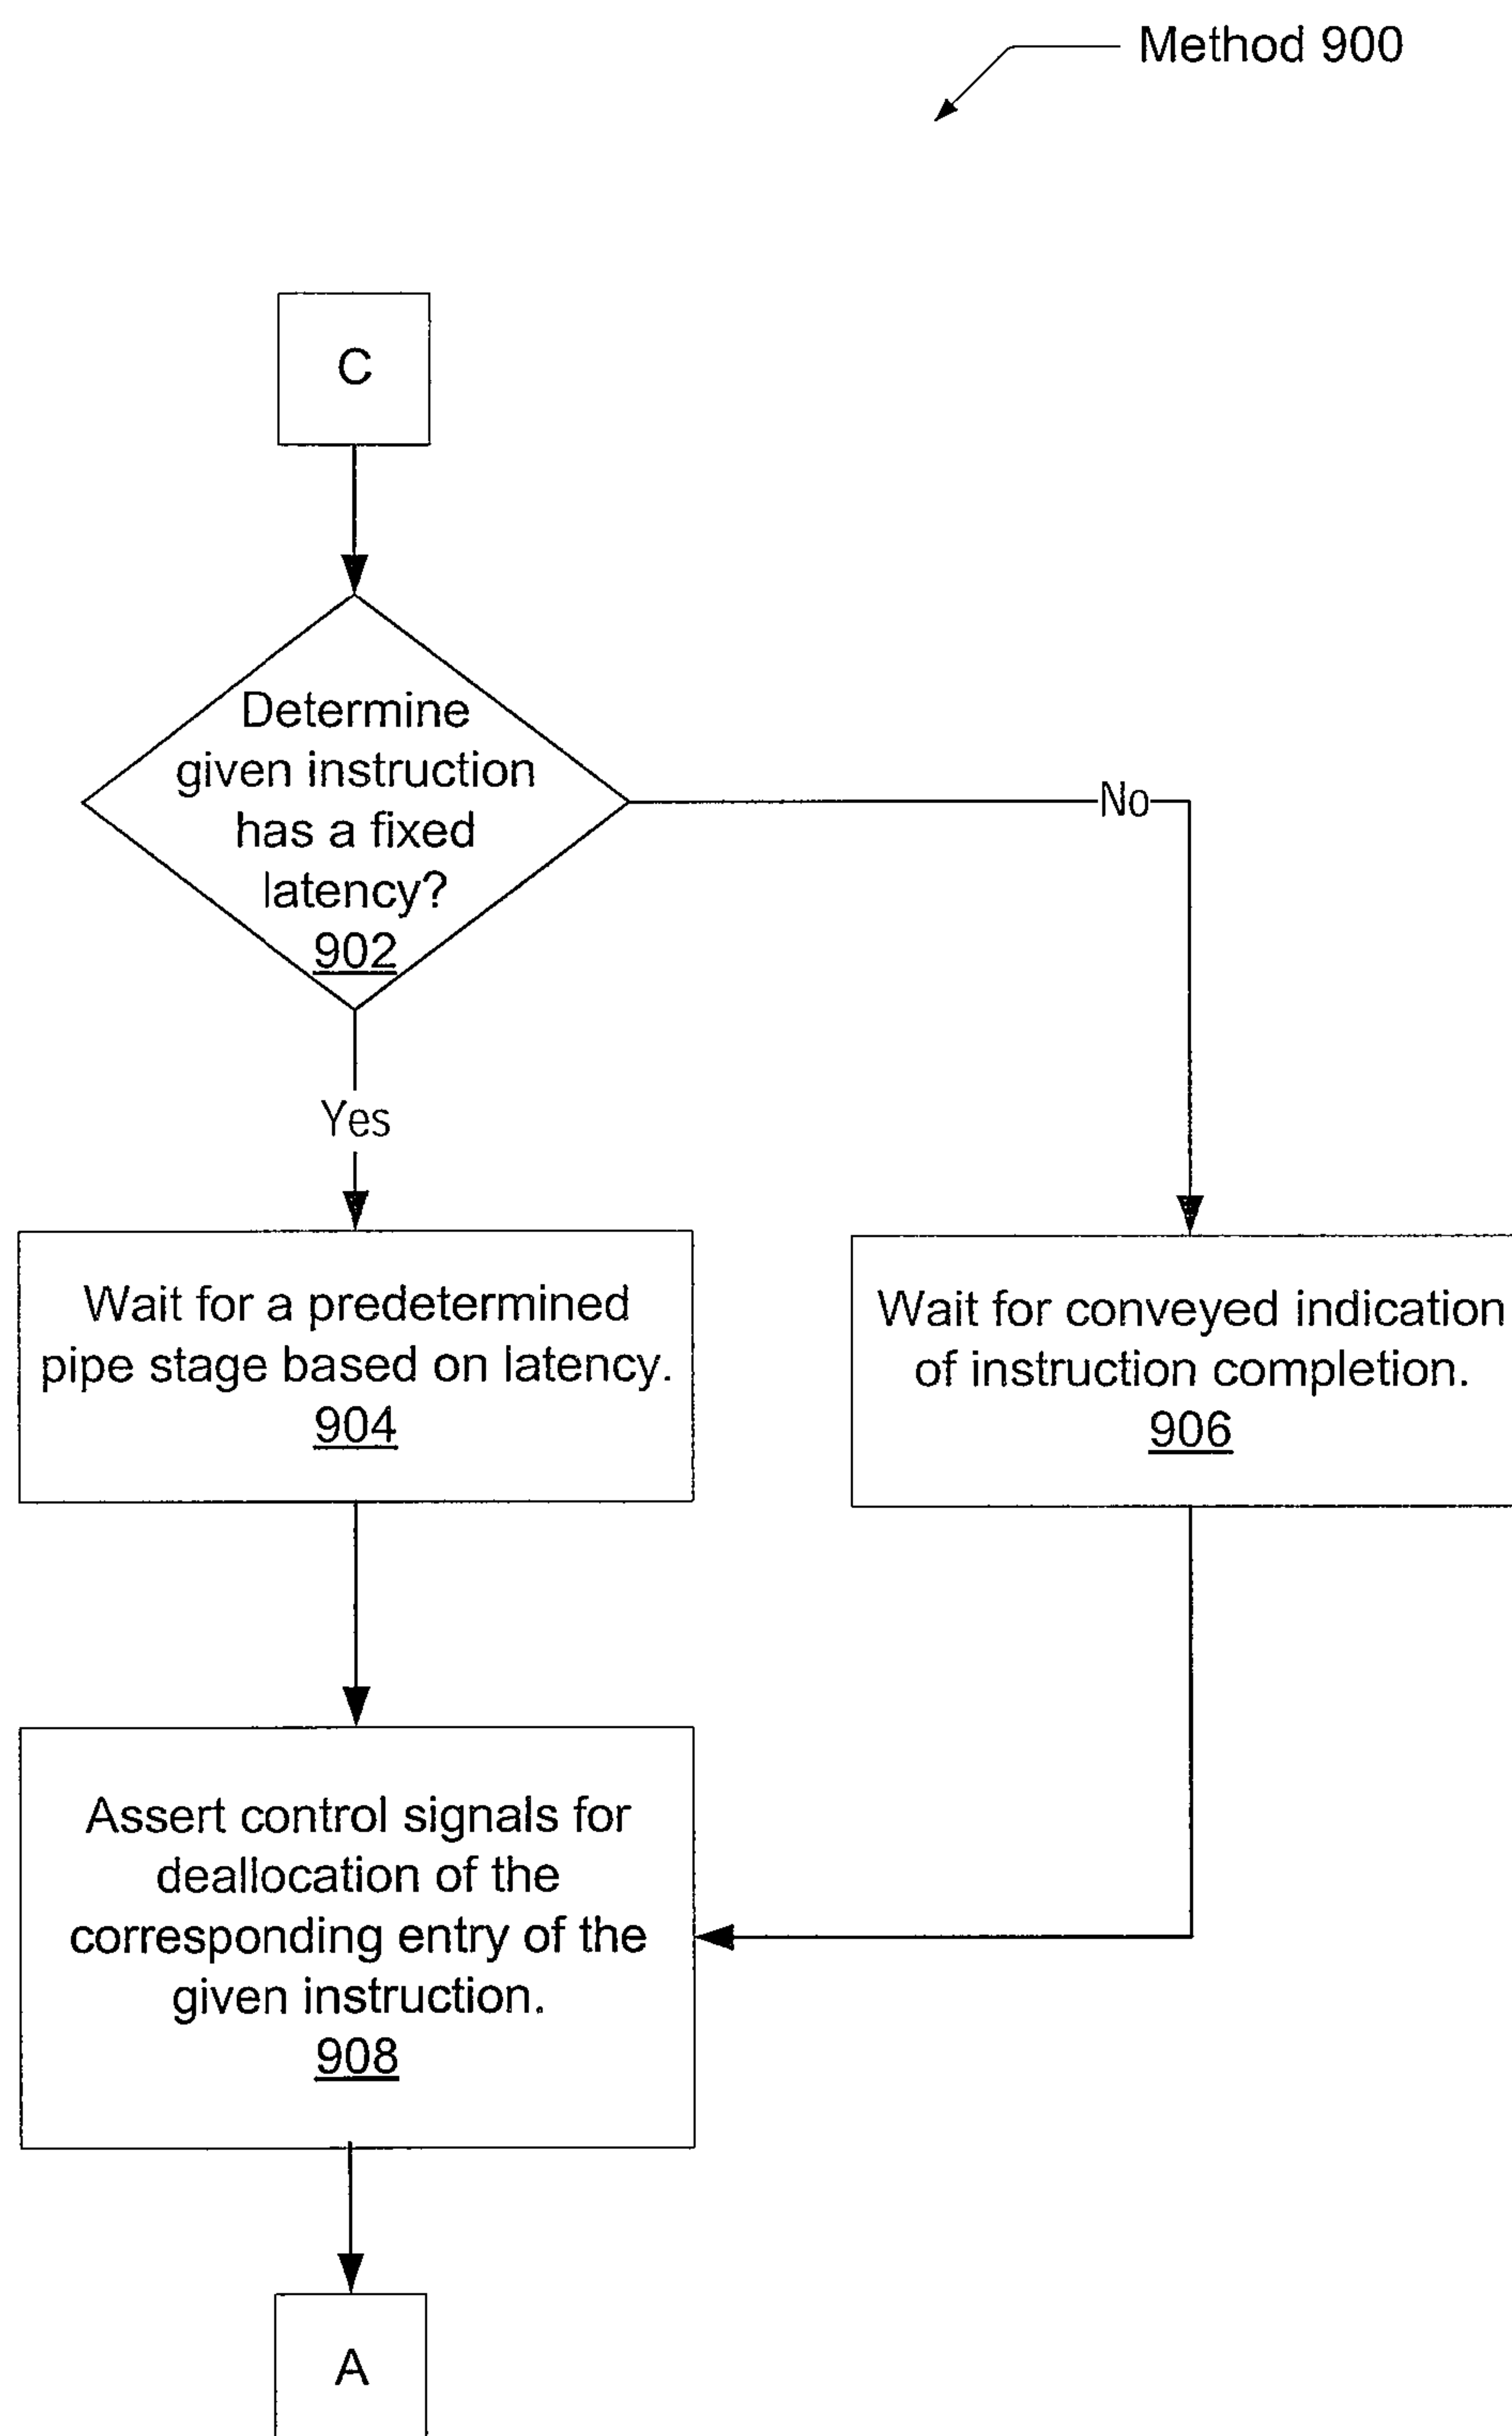 Method 900
C
Determine
given instruction
has a fixed
latency?
902
No
Yes
Wait for a predetermined
pipe stage based on latency.
904
Wait for conveyed indication
of instruction completion.
906
Assert control signals for
deallocation of the
corresponding entry of the
given instruction.
908
A